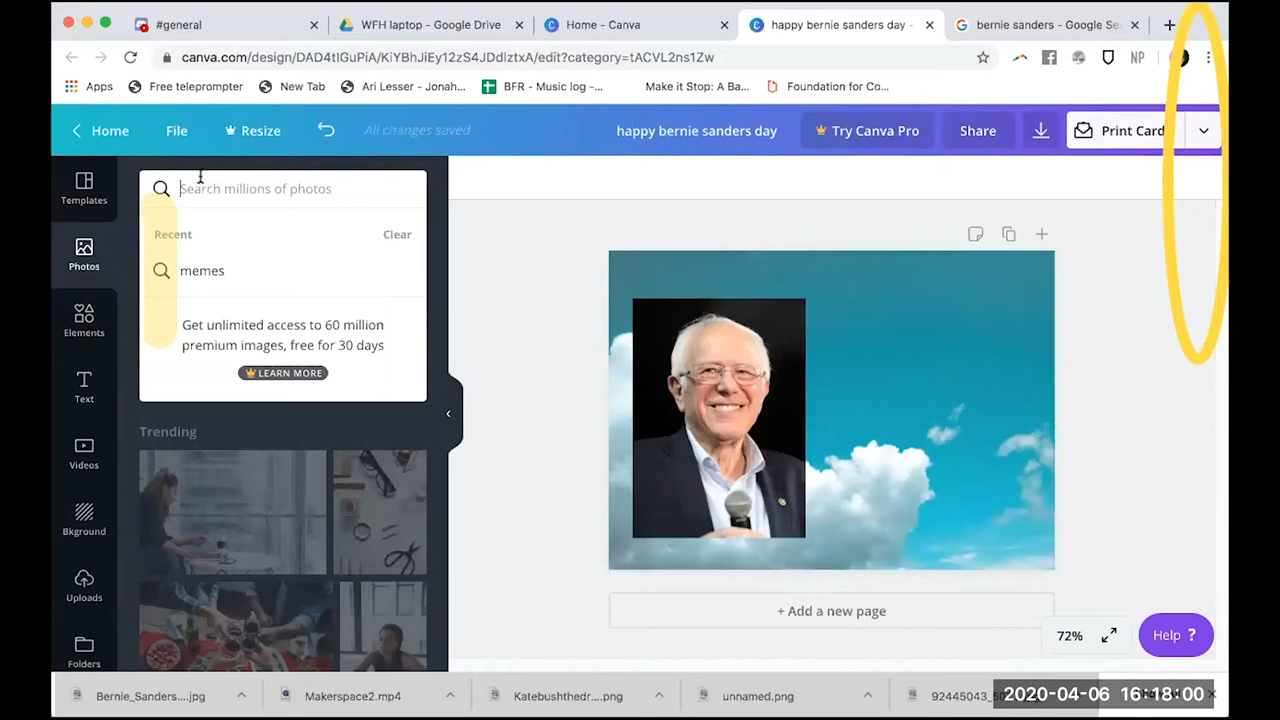 #general
WFH laptop - Google Drive
Home - Canva
happy bernie sanders day -
bernie sanders - Google Se
canva.com/design/DAD4tIGuPiA/KiYBhJiEy12zS4JDdIztxA/edit?category=tACVL2ns1Zw
NP
Apps
Free teleprompter
New Tab
Ari Lesser - Jonah...
BFR - Music log -...
Make it Stop: A Ba...
Foundation for Co...
Home
File
Resize
All changes saved
happy bernie sanders day
Try Canva Pro
Share
Print Card
Templates
Photos
Elements
Text
Videos
Bkground
Uploads
Folders
Search millions of photos
Recent
Clear
memes
Get unlimited access to 60 million
premium images, free for 30 days
LEARN MORE
Trending
+ Add a new page
72%
Help ?
Bernie_Sanders....jpg
Makerspace2.mp4
Katebushthedr....png
unnamed.png
2020-04-06 16:18:00